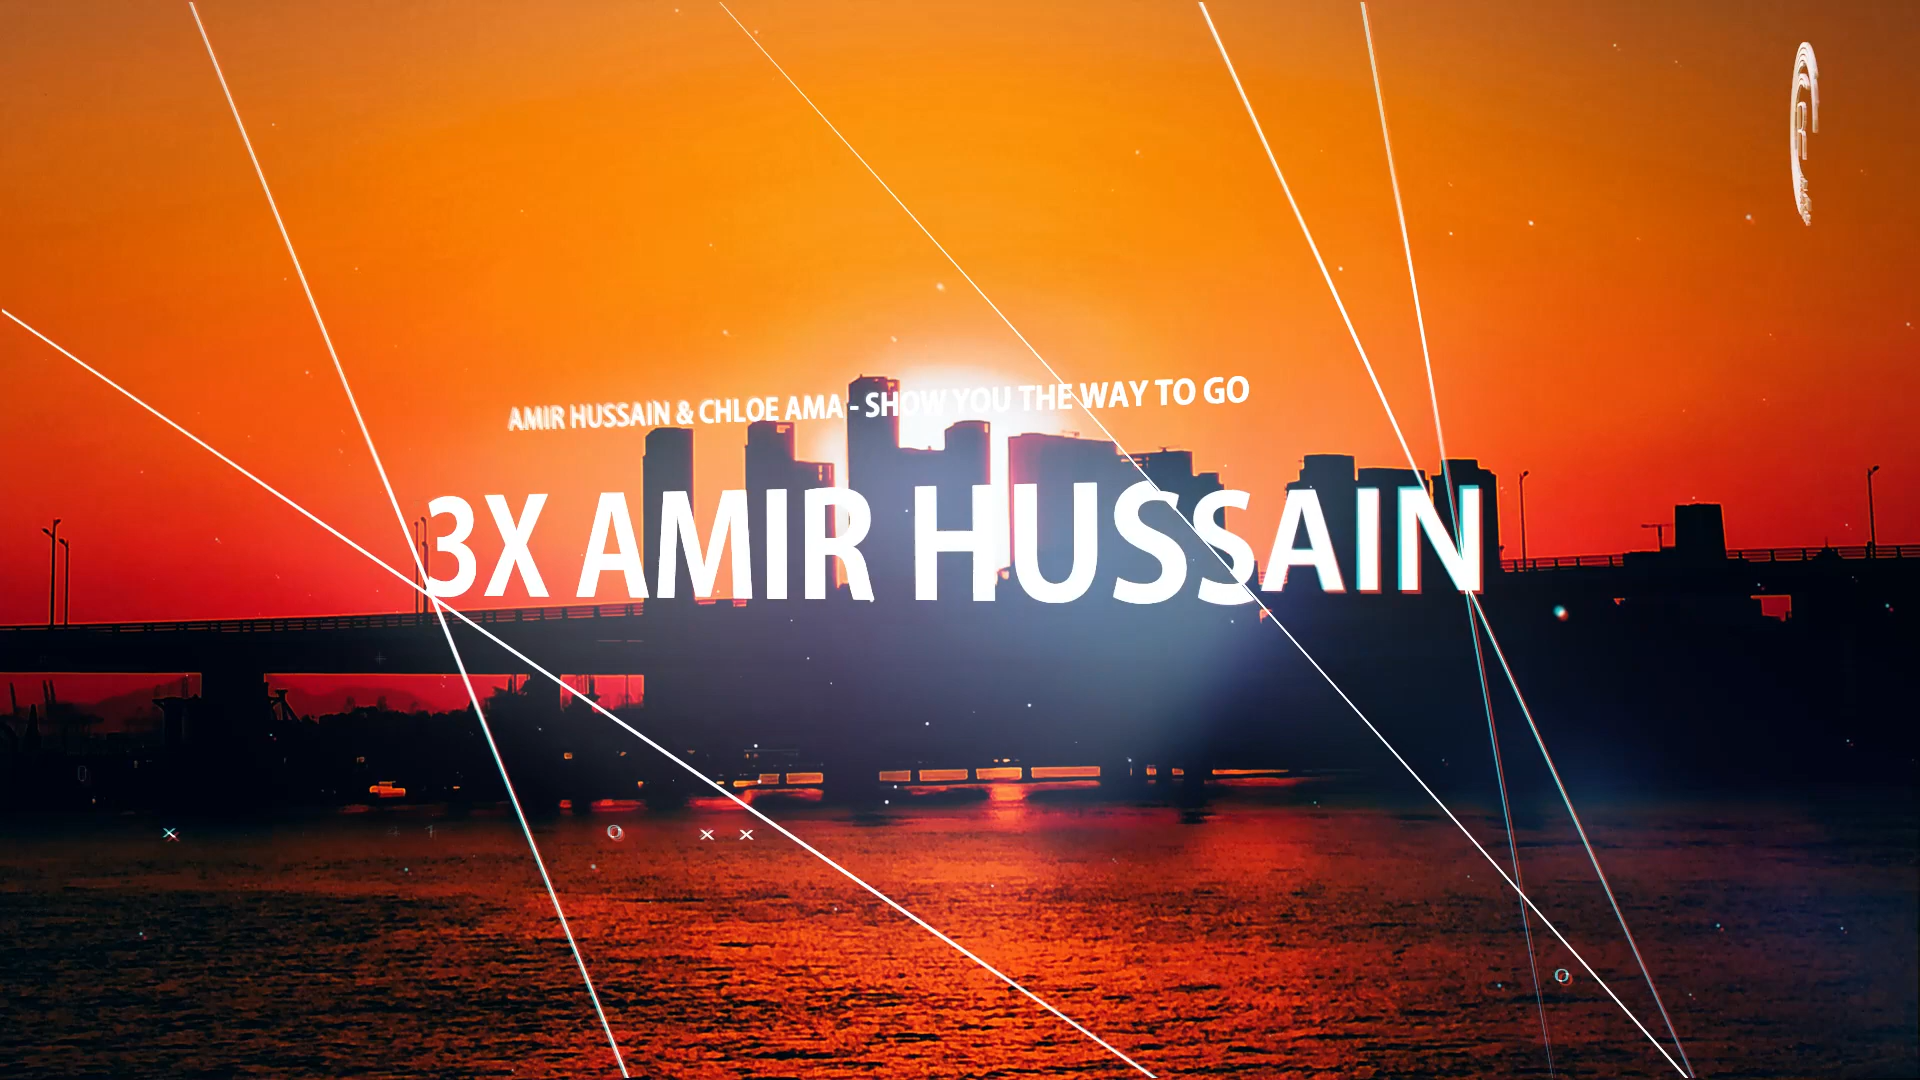 AMIR HUSSAIN & CHLOE AMA - SHOW YOU THE WAY TO GO
3X AMIR HUSSAIN